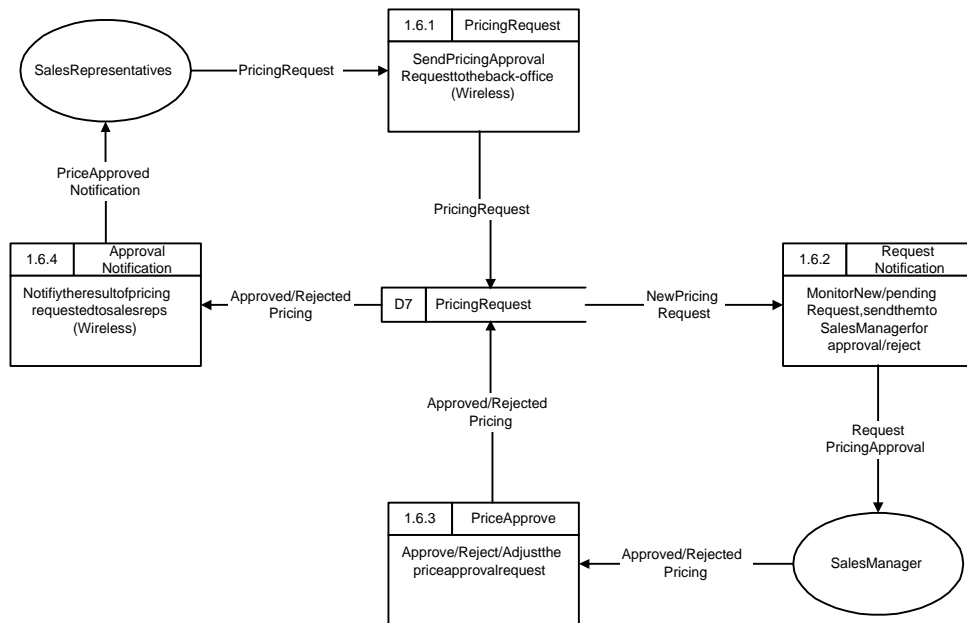 1.6.1 PricingRequest
SendPricingApproval
Requesttotheback-office
(Wireless)
SalesRepresentatives
PricingRequest
PriceApproved
Notification
PricingRequest
1.6.4 Approval
Notification
Notifiytheresultofpricing
requestedtosalesreps
(Wireless)
Approved/Rejected
Pricing
D7 PricingRequest
NewPricing
Request
1.6.2 Request
Notification
MonitorNew/pending
Request,sendthemto
SalesManagerfor
approval/reject
Approved/Rejected
Pricing
Request
PricingApproval
1.6.3 PriceApprove
Approve/Reject/Adjustthe
priceapprovalrequest
Approved/Rejected
Pricing
SalesManager